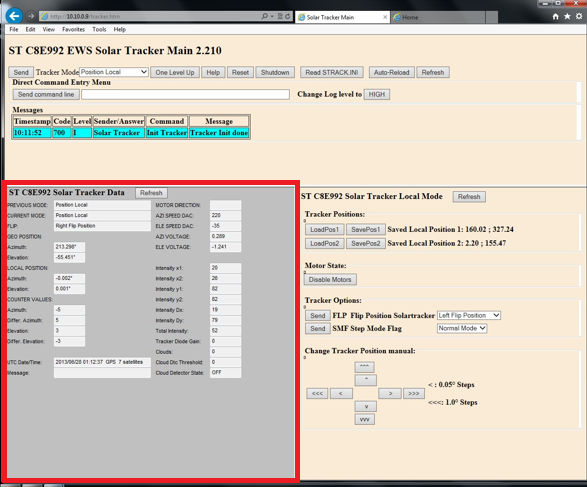 http://10.10.0.9/tracker.htm
Solar Tracker Main
Home
File Edit View Favorites Tools Help
ST C8E992 EWS Solar Tracker Main 2.210
Send Tracker Mode Position Local One Level Up Help Reset Shutdown Read STRACK.INI Auto-Reload Refresh
Direct Command Entry Menu
Send command line Change Log level to HIGH
Messages
Timestamp Code Level Sender/Answer Command Message
10:11:52 700 I Solar Tracker Init Tracker Tracker Init done
ST C8E992 Solar Tracker Data Refresh
PREVIOUS MODE: Position Local MOTOR DIRECTION:
CURRENT MODE: Position Local AZI SPEED DAC: 220
FLIP: Right Flip Position ELE SPEED DAC: -35
GEO POSITION AZI VOLTAGE: 0.289
Azimuth: 213.298° ELE VOLTAGE: -1.241
Elevation: -55.451°
LOCAL POSITION: Intensity x1: 20
Azimuth: -0.002° Intensity x2: 26
Elevation: 0.001° Intensity y1: 82
COUNTER VALUES Intensity y2: 82
Azimuth: -5 Intensity Dx: 19
Differ. Azimuth: 5 Intensity Dy: 79
Elevation: 3 Total Intensity: 52
Differ. Elevation: -3 Tracker Diode Gain: 0
Clouds: 0
UTC Date/Time: 2013/06/28 01:12:37 GPS 7 satellites Cloud Dtc Threshold: 0
Message: Cloud Detector State: OFF
ST C8E992 Solar Tracker Local Mode Refresh
Tracker Positions:
0
LoadPos1 SavePos1 Saved Local Position 1: 160.02 ; 327.24
LoadPos2 SavePos2 Saved Local Position 2: 2.20 ; 155.47
Motor State:
Disable Motors
Tracker Options:
0
Send FLP Flip Position Solartracker Left Flip Position
Send SMF Step Mode Flag Normal Mode
Change Tracker Position manual:
0
^^^
^
<<< < > >>>
v
vvv
< : 0.05° Steps
<<<: 1.0° Steps